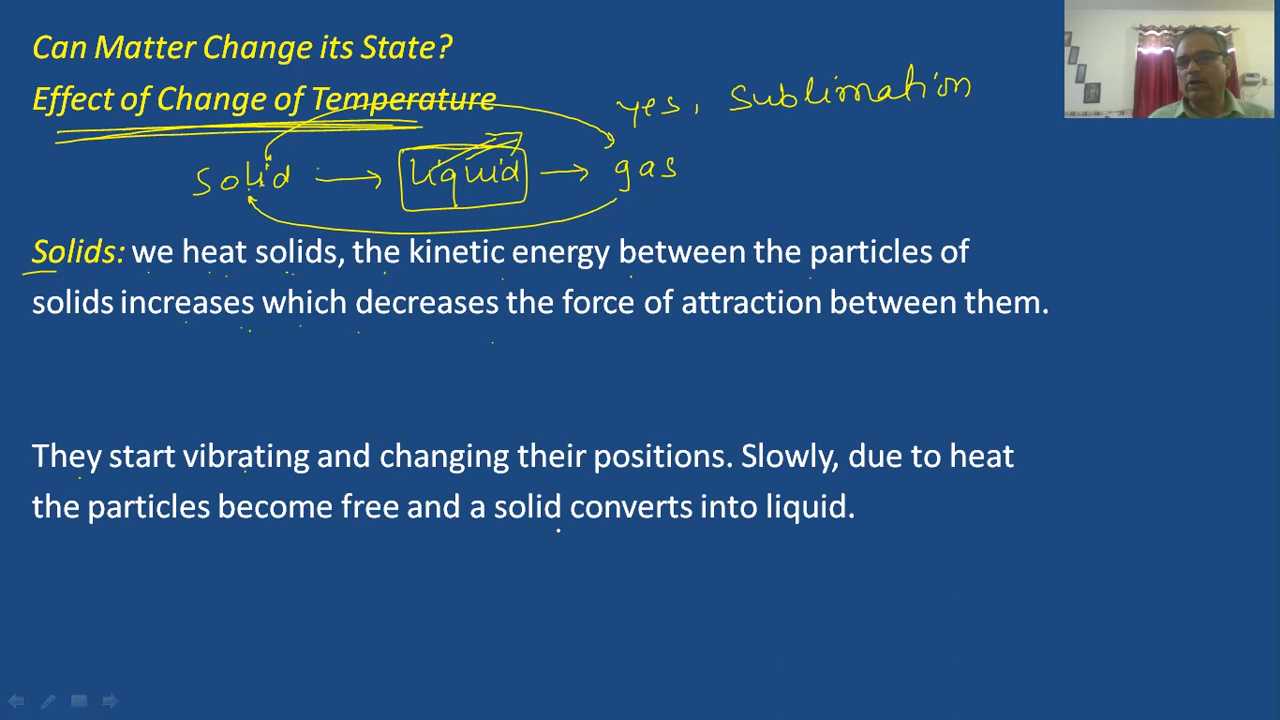 Can Matter Change its State?
Effect of Change of Temperature
yes, Sublimation
Solid → liquid → gas
Solids: we heat solids, the kinetic energy between the particles of
solids increases which decreases the force of attraction between them.
They start vibrating and changing their positions. Slowly, due to heat
the particles become free and a solid converts into liquid.